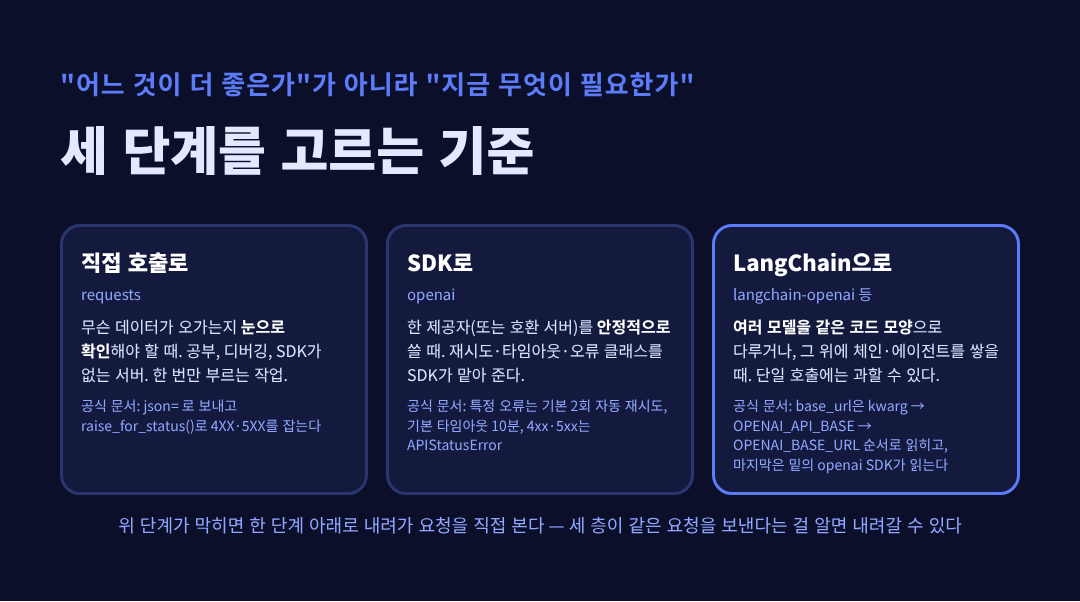 "어느 것이 더 좋은가"가 아니라 "지금 무엇이 필요한가"
세 단계를 고르는 기준
직접 호출로
requests
무슨 데이터가 오가는지 눈으로
확인해야 할 때. 공부, 디버깅, SDK가
없는 서버. 한 번만 부르는 작업.
공식 문서: json= 로 보내고
raise_for_status()로 4XX·5XX를 잡는다
SDK로
openai
한 제공자(또는 호환 서버)를 안정적으로
쓸 때. 재시도·타임아웃·오류 클래스를
SDK가 맡아 준다.
공식 문서: 특정 오류는 기본 2회 자동 재시도,
기본 타임아웃 10분, 4xx·5xx는
APIStatusError
LangChain으로
langchain-openai 등
여러 모델을 같은 코드 모양으로
다루거나, 그 위에 체인·에이전트를 쌓을
때. 단일 호출에는 과할 수 있다.
공식 문서: base_url은 kwarg →
OPENAI_API_BASE →
OPENAI_BASE_URL 순서로 읽히고,
마지막은 밑의 openai SDK가 읽는다
위 단계가 막히면 한 단계 아래로 내려가 요청을 직접 본다 — 세 층이 같은 요청을 보낸다는 걸 알면 내려갈 수 있다